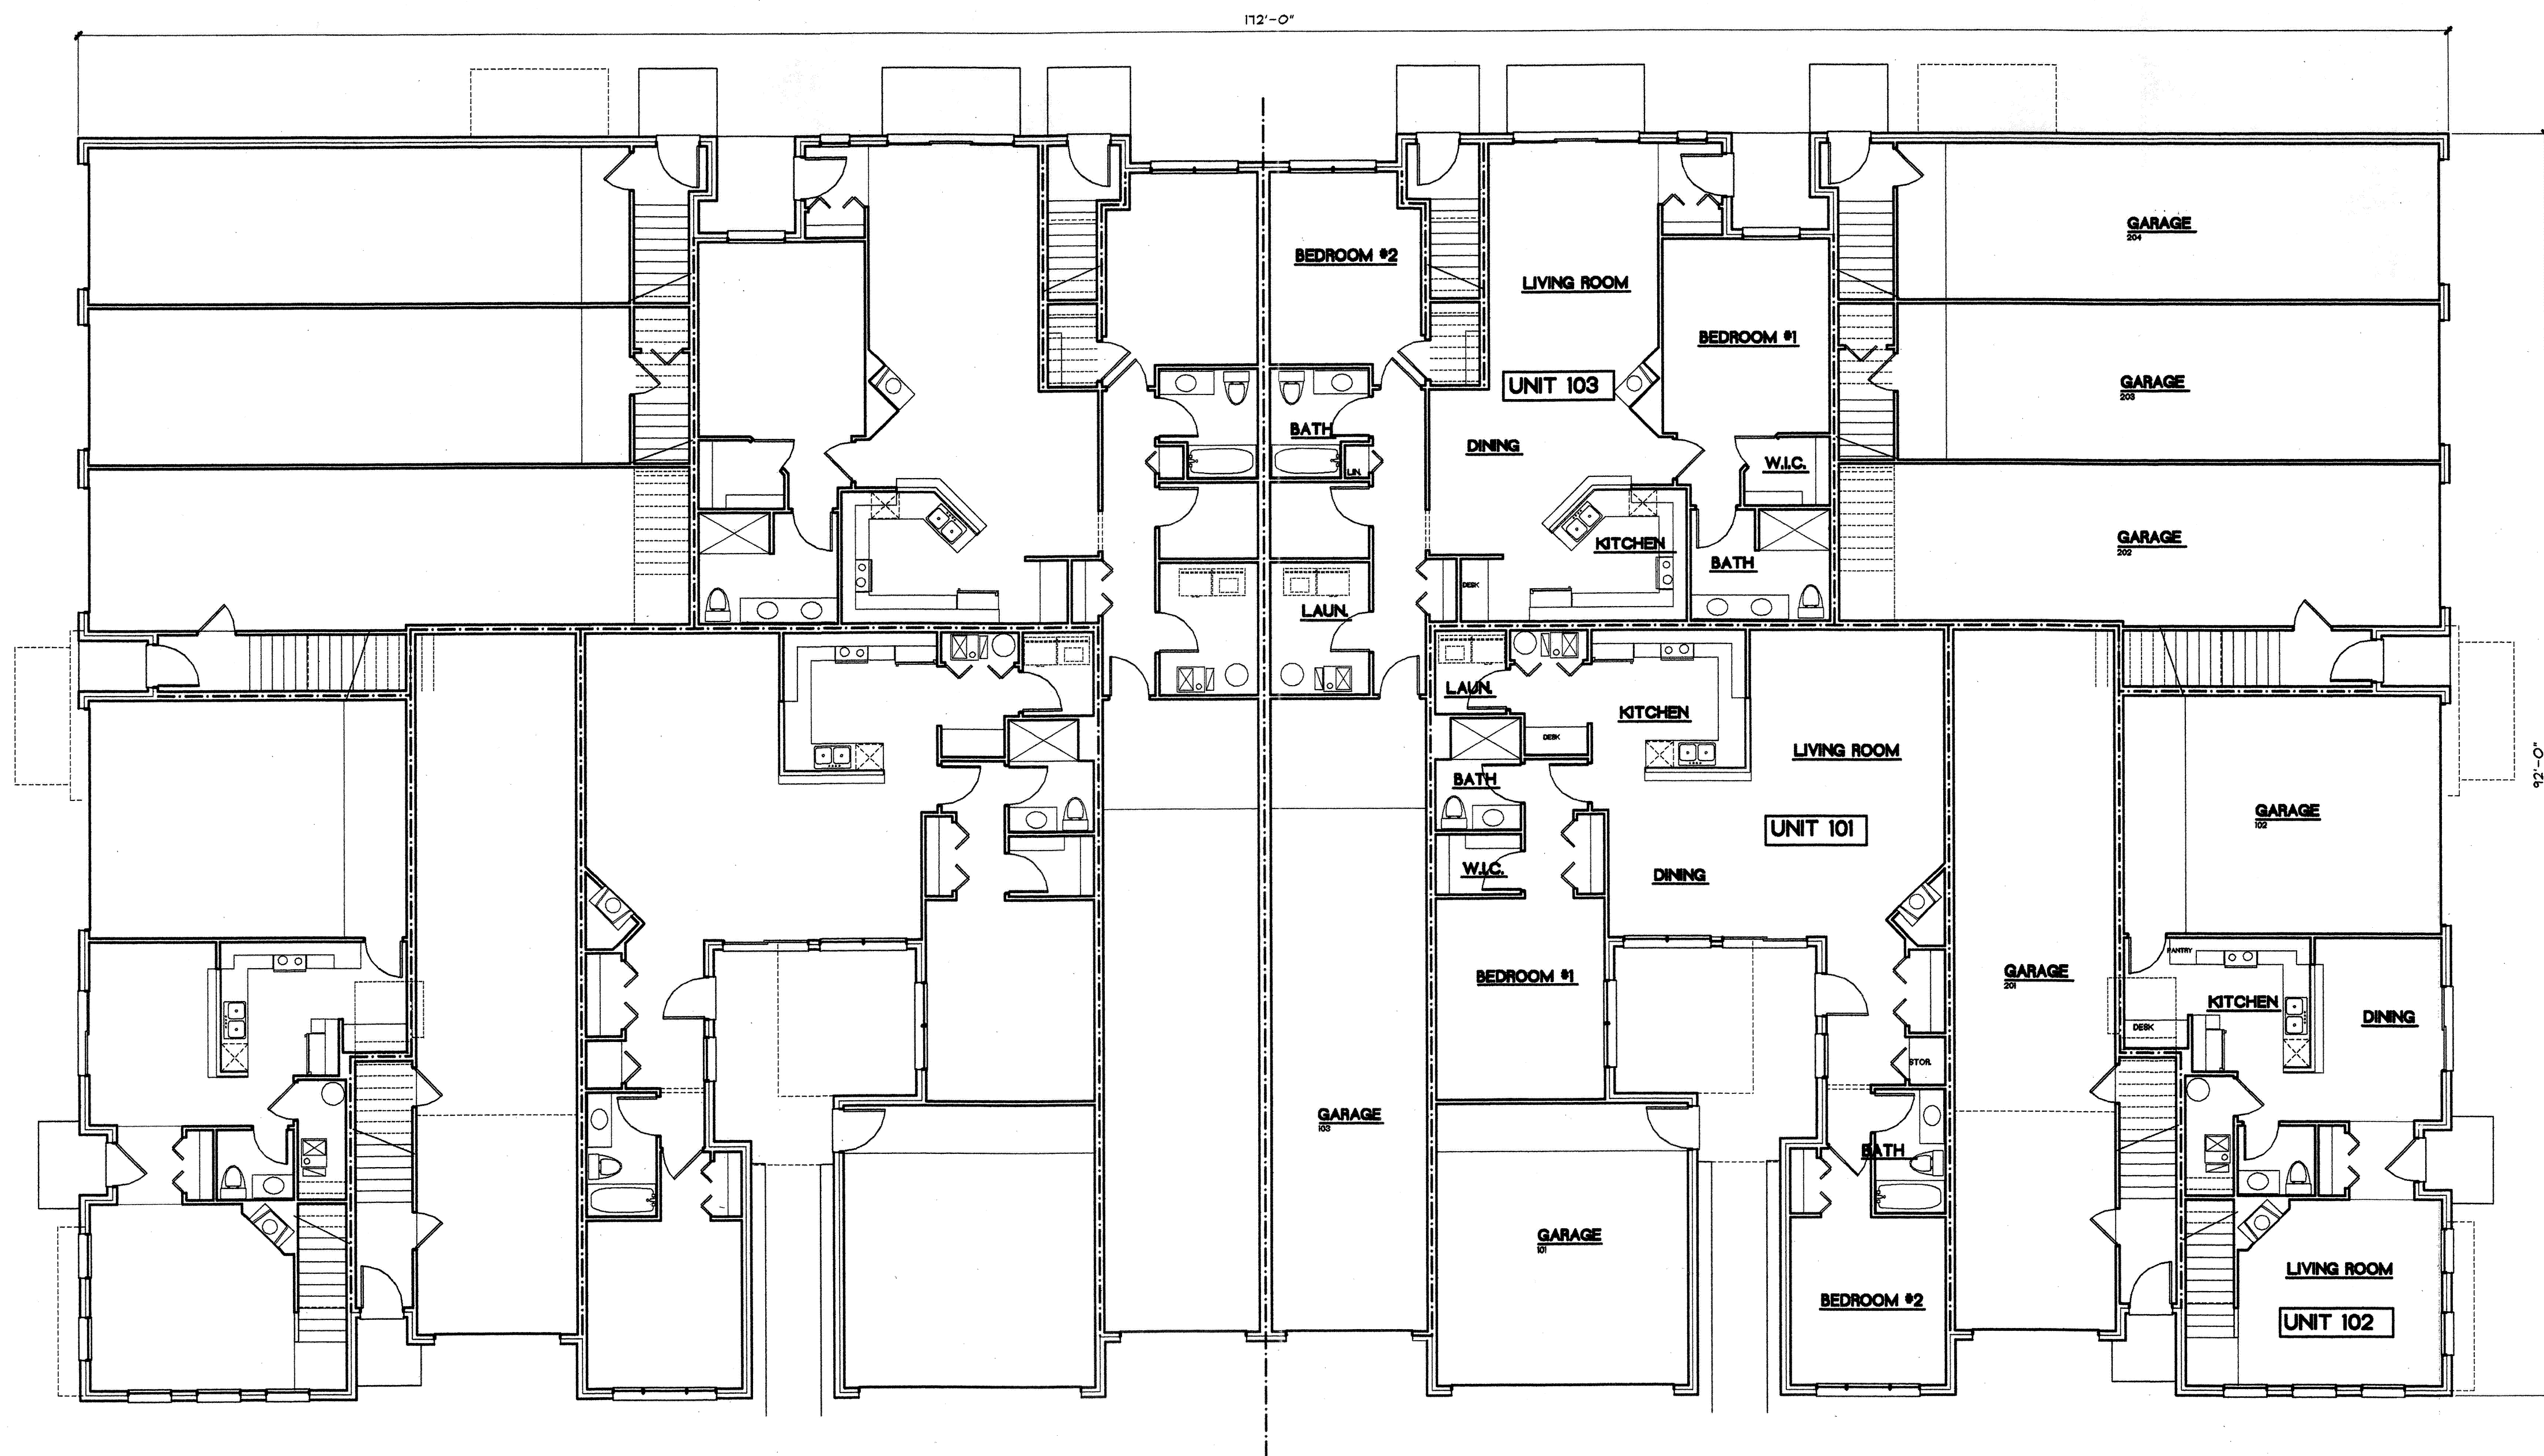 172'-0"
GARAGE
204
BEDROOM #2
LIVING ROOM
BEDROOM #1
GARAGE
203
UNIT 103
BATH
DINING
W.I.C.
LIN.
GARAGE
202
KITCHEN
BATH
DESK
LAUN.
LAUN.
KITCHEN
DESK
LIVING ROOM
92'-0"
BATH
UNIT 101
GARAGE
102
W.I.C.
DINING
PANTRY
BEDROOM #1
GARAGE
201
KITCHEN
DINING
DESK
STOR.
GARAGE
103
BATH
GARAGE
101
LIVING ROOM
BEDROOM #2
UNIT 102